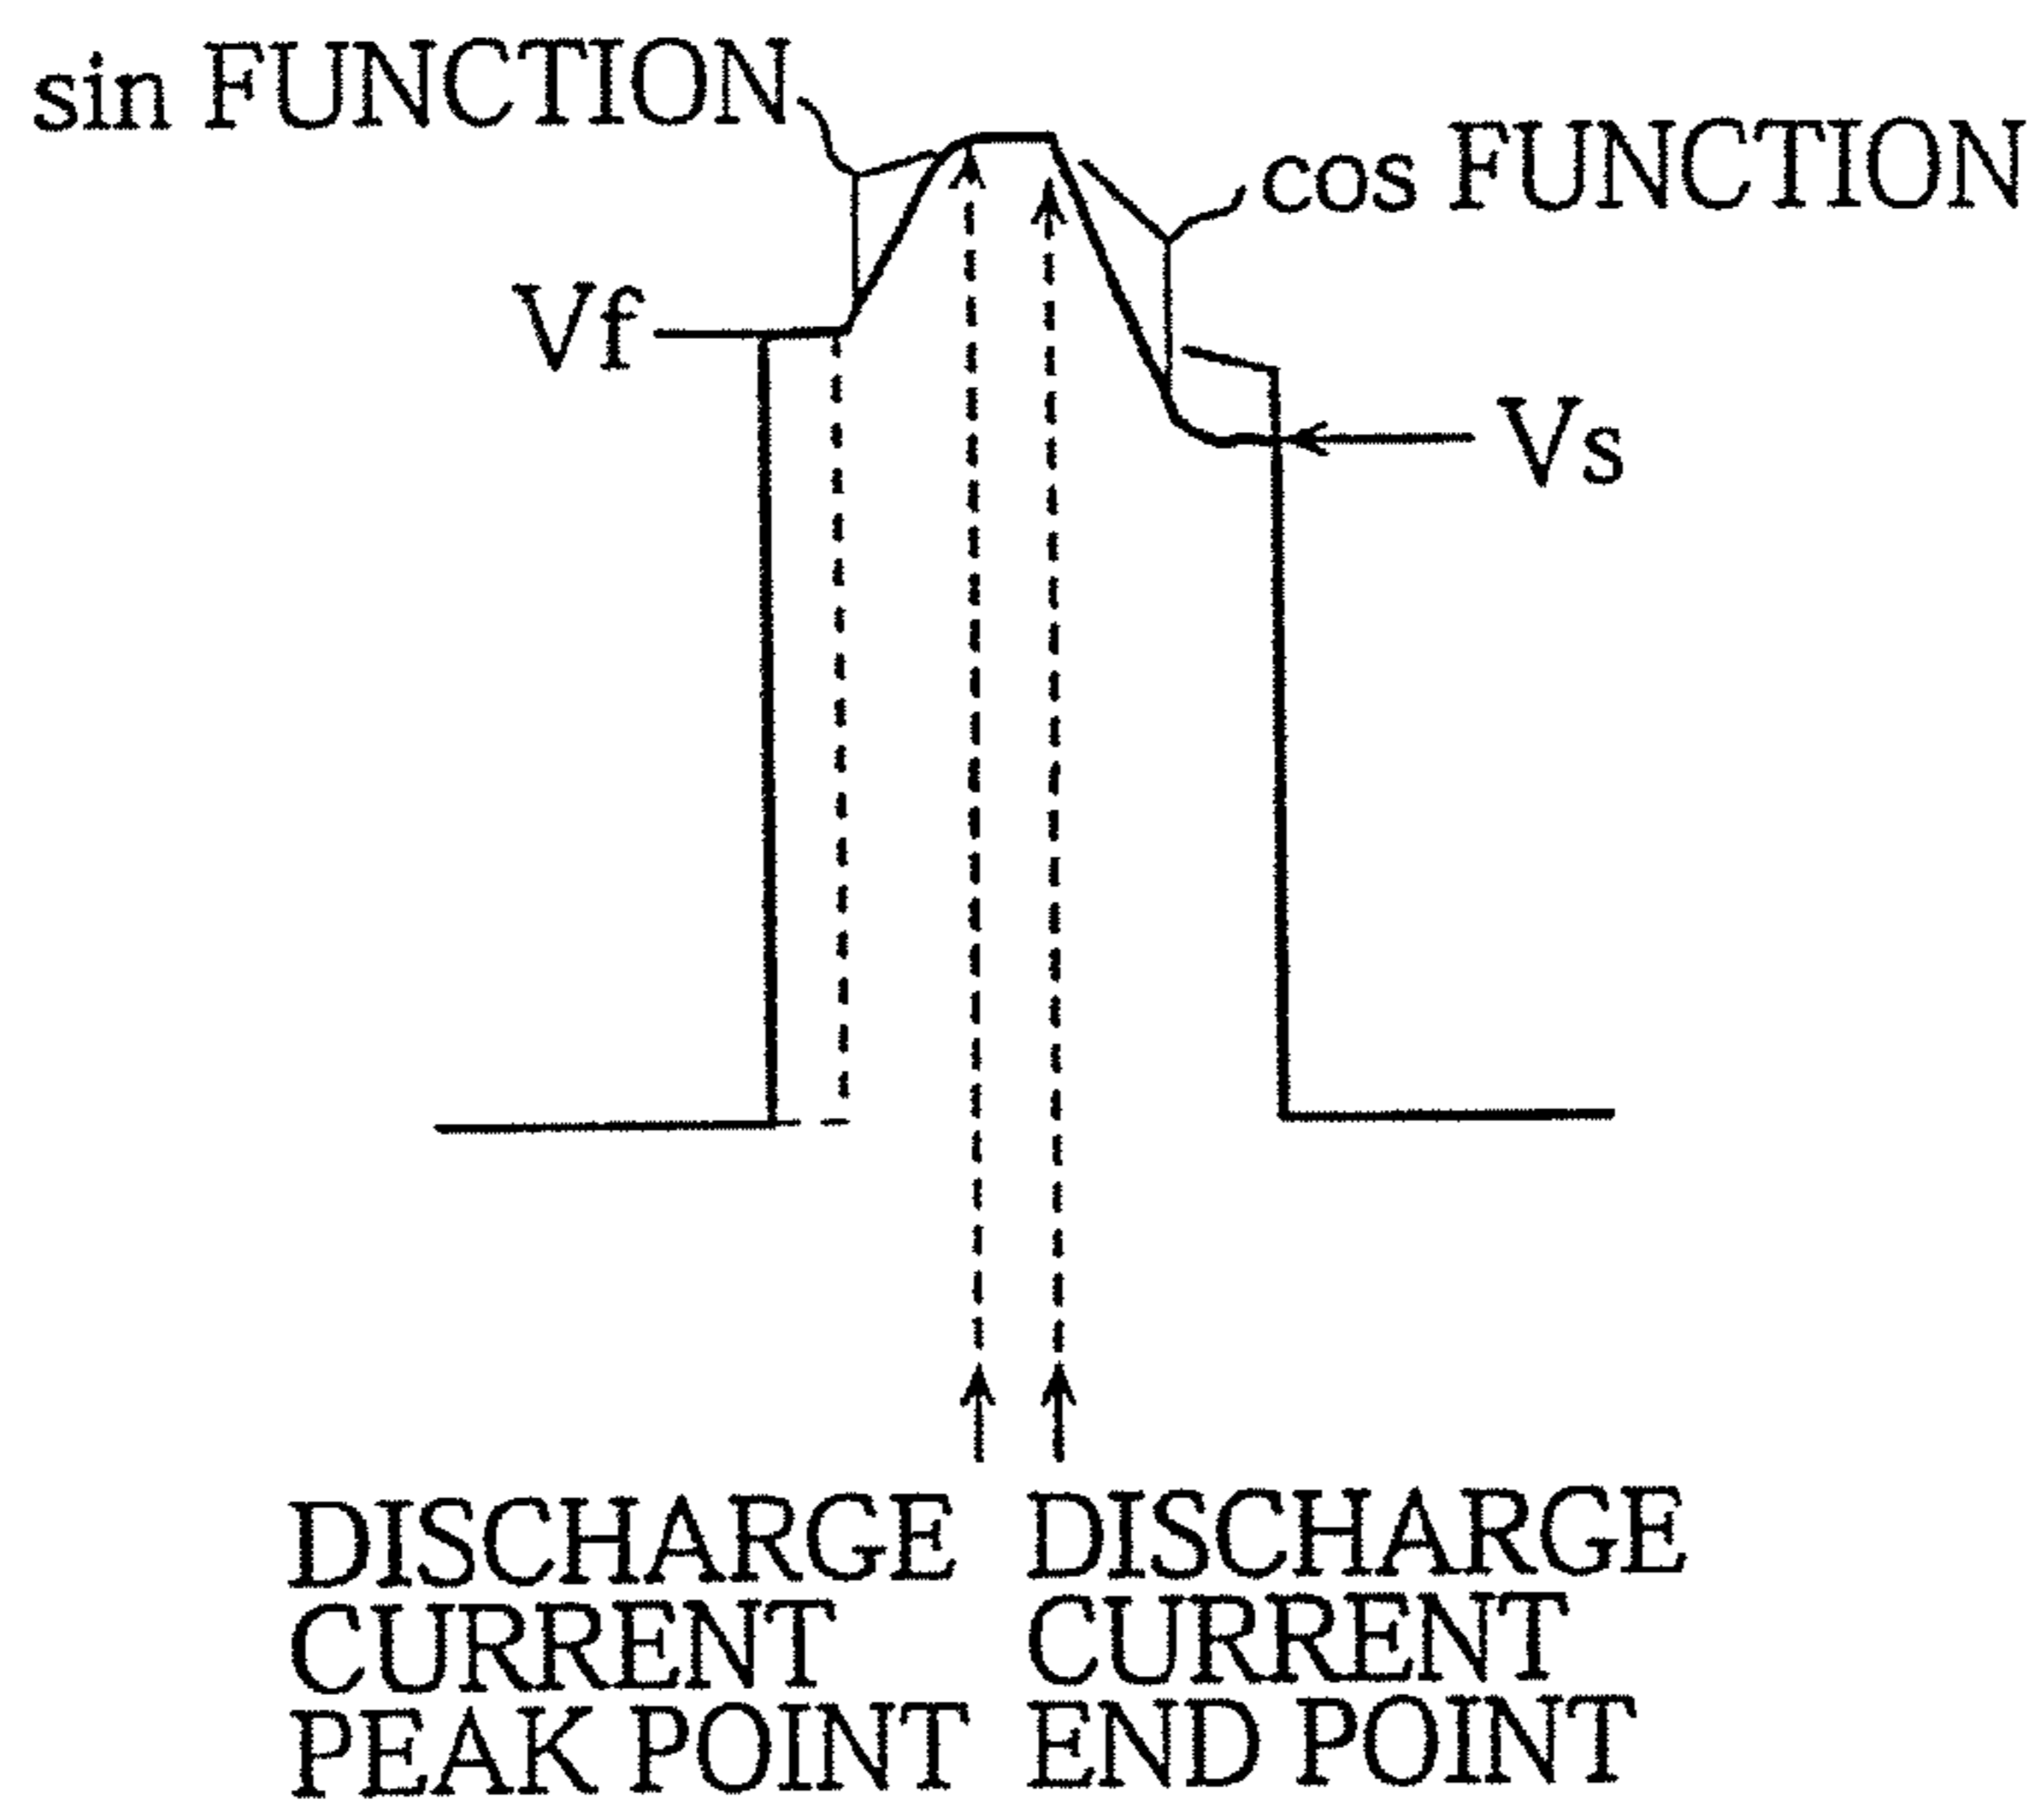 sin FUNCTION
cos FUNCTION
Vf
Vs
DISCHARGE
CURRENT
PEAK POINT
DISCHARGE
CURRENT
END POINT